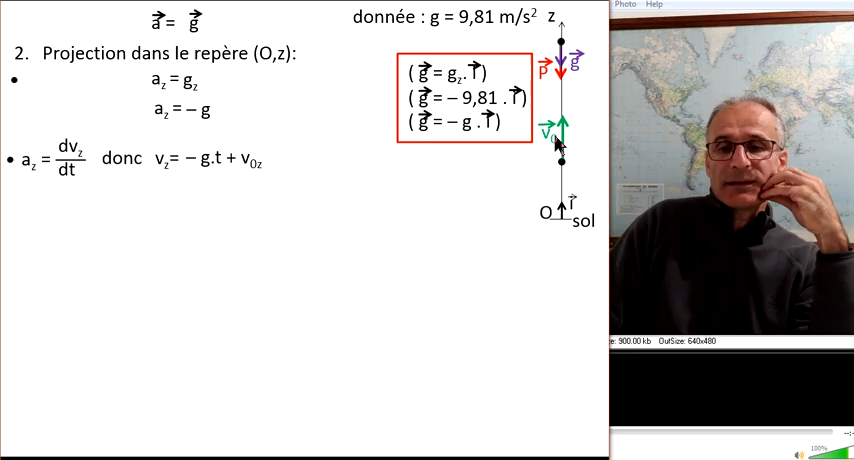 a⃗ = g⃗
donnée : g = 9,81 m/s²
z
2. Projection dans le repère (O,z):
• a_z = g_z
a_z = – g
( g⃗ = g_z. i⃗ )
( g⃗ = – 9,81 . i⃗ )
( g⃗ = – g . i⃗ )
P⃗
g⃗
v⃗₀
• a_z = dv_z/dt donc v_z = – g.t + v_0z
O
i⃗
sol
Photo Help
e: 900.00 kb OutSize: 640x480
--:-
100%